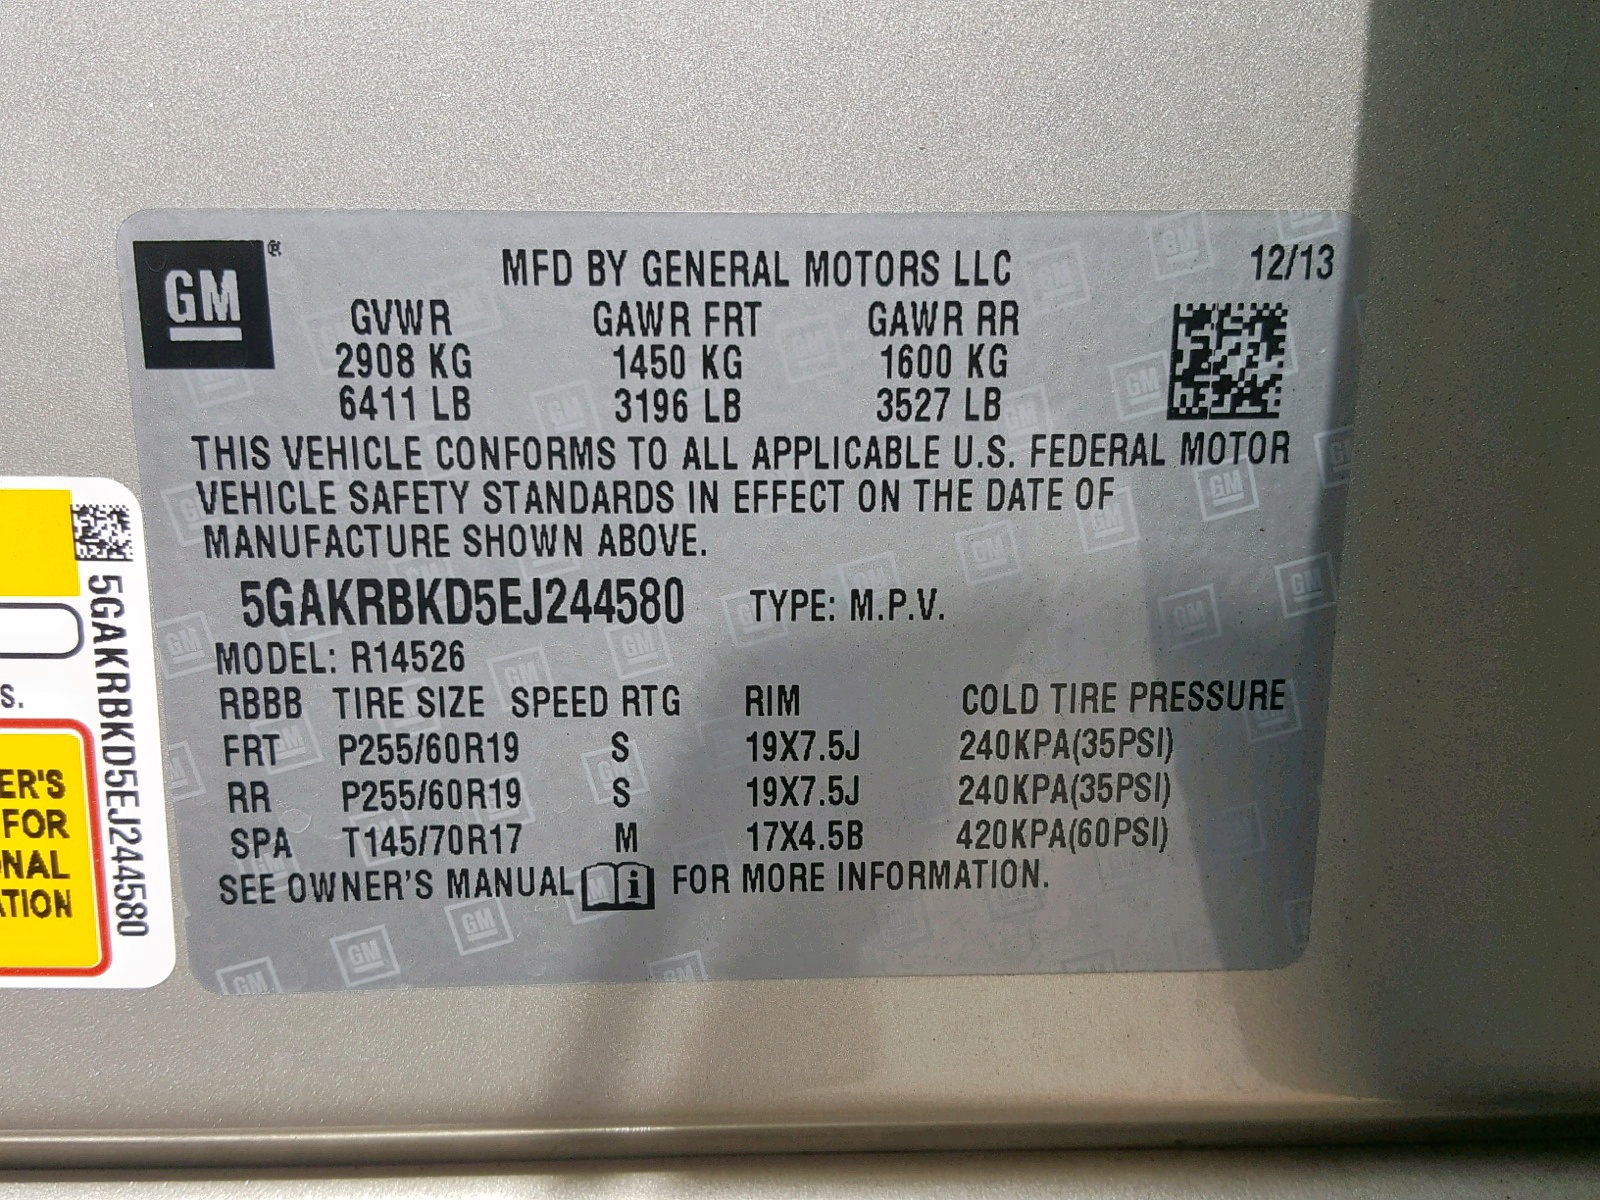 GM ®
MFD BY GENERAL MOTORS LLC 12/13
GVWR GAWR FRT GAWR RR
2908 KG 1450 KG 1600 KG
6411 LB 3196 LB 3527 LB
THIS VEHICLE CONFORMS TO ALL APPLICABLE U.S. FEDERAL MOTOR
VEHICLE SAFETY STANDARDS IN EFFECT ON THE DATE OF
MANUFACTURE SHOWN ABOVE.
5GAKRBKD5EJ244580 TYPE: M.P.V.
MODEL: R14526
RBBB TIRE SIZE SPEED RTG RIM COLD TIRE PRESSURE
FRT P255/60R19 S 19X7.5J 240KPA(35PSI)
RR P255/60R19 S 19X7.5J 240KPA(35PSI)
SPA T145/70R17 M 17X4.5B 420KPA(60PSI)
SEE OWNER'S MANUAL i FOR MORE INFORMATION.
5GAKRBKD5EJ244580
S.
ER'S
FOR
NAL
ATION